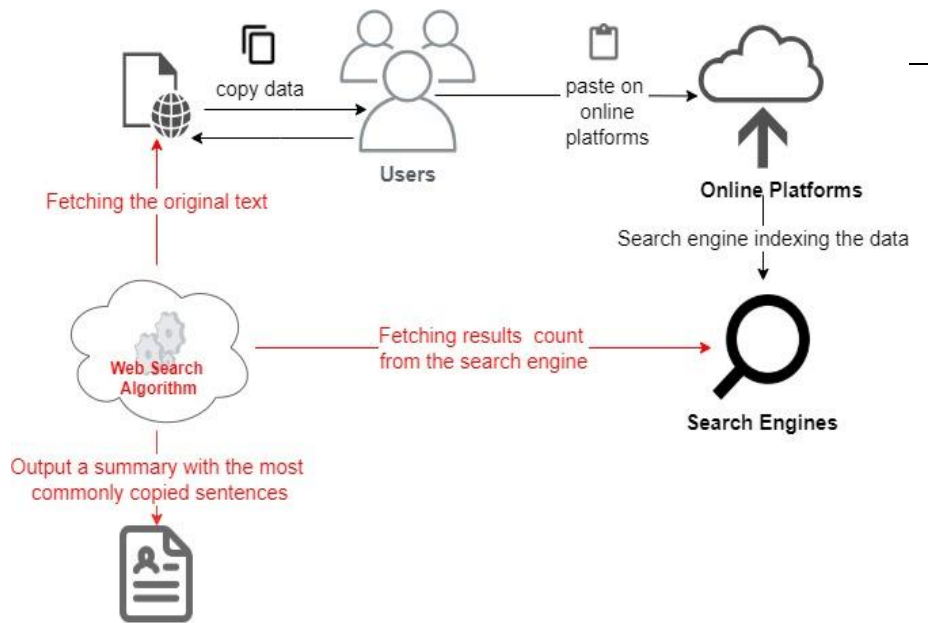 copy data
paste on
online
platforms
Users
Online Platforms
Fetching the original text
Search engine indexing the data
Fetching results count
from the search engine
Web Search
Algorithm
Search Engines
Output a summary with the most
commonly copied sentences